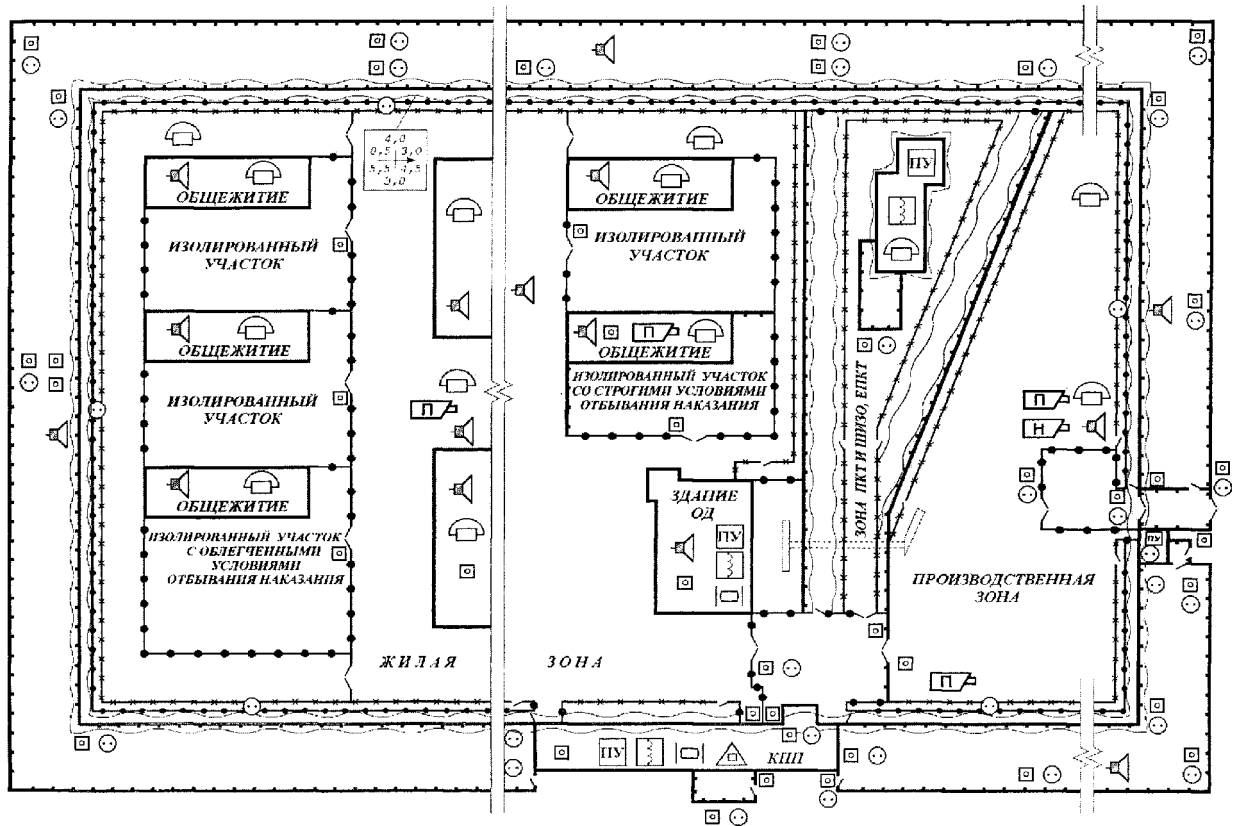 4,0
0,5 3,0
5,5 4,5
3,0
ПУ
ОБЩЕЖИТИЕ
ОБЩЕЖИТИЕ
ИЗОЛИРОВАННЫЙ
УЧАСТОК
ИЗОЛИРОВАННЫЙ
УЧАСТОК
ОБЩЕЖИТИЕ
П
ОБЩЕЖИТИЕ
ИЗОЛИРОВАННЫЙ УЧАСТОК
СО СТРОГИМИ УСЛОВИЯМИ
ОТБЫВАНИЯ НАКАЗАНИЯ
ИЗОЛИРОВАННЫЙ
УЧАСТОК
П
П
Н
ЗОНА ПКТ И ШИЗО, ЕПКТ
ОБЩЕЖИТИЕ
ЗДАНИЕ
ОД
ПУ
ИЗОЛИРОВАННЫЙ УЧАСТОК
С ОБЛЕГЧЕННЫМИ
УСЛОВИЯМИ
ОТБЫВАНИЯ НАКАЗАНИЯ
ПУ
ПРОИЗВОДСТВЕННАЯ
ЗОНА
ЖИЛАЯ ЗОНА
П
ПУ
КПП